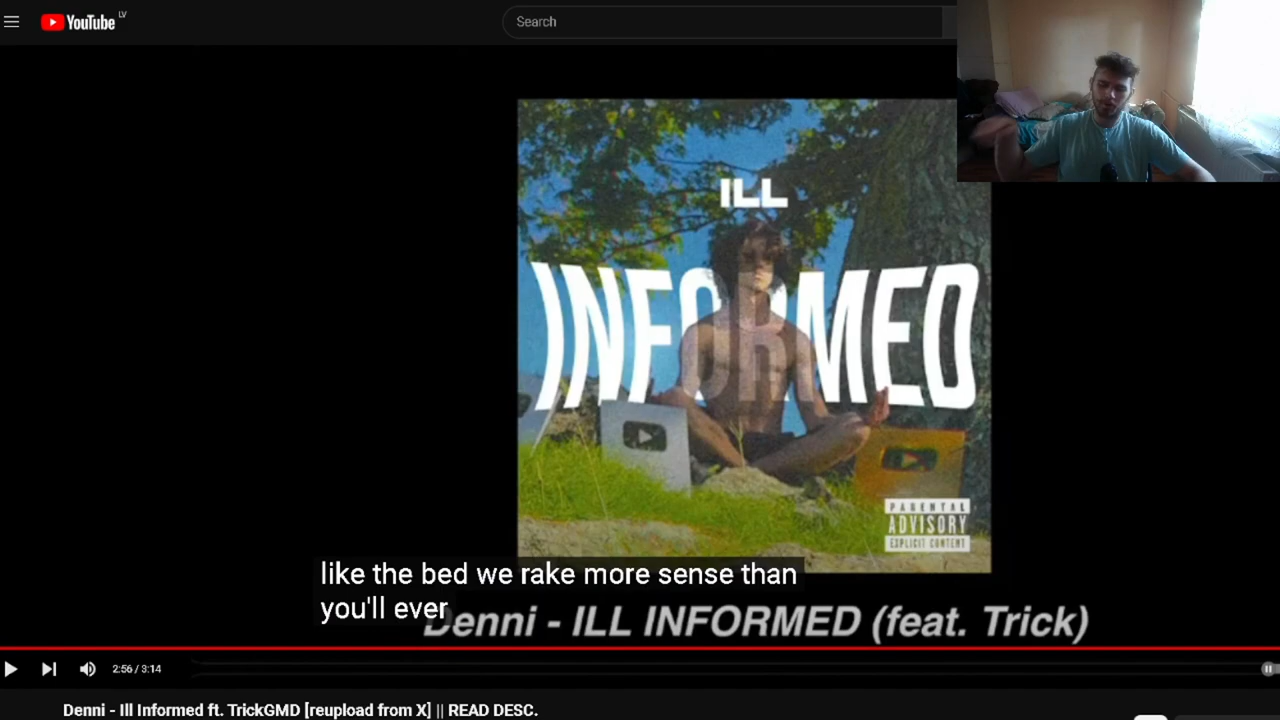 YouTube LV
Search
ILL
INFORMED
PARENTAL
ADVISORY
EXPLICIT CONTENT
like the bed we rake more sense than
you'll ever
Denni - ILL INFORMED (feat. Trick)
2:56 / 3:14
Denni - Ill Informed ft. TrickGMD [reupload from X] || READ DESC.